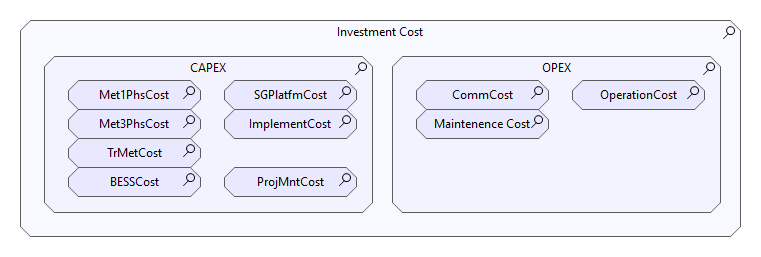 Investment Cost
CAPEX
Met1PhsCost
SGPlatfmCost
Met3PhsCost
ImplementCost
TrMetCost
BESSCost
ProjMntCost
OPEX
CommCost
OperationCost
Maintenence Cost